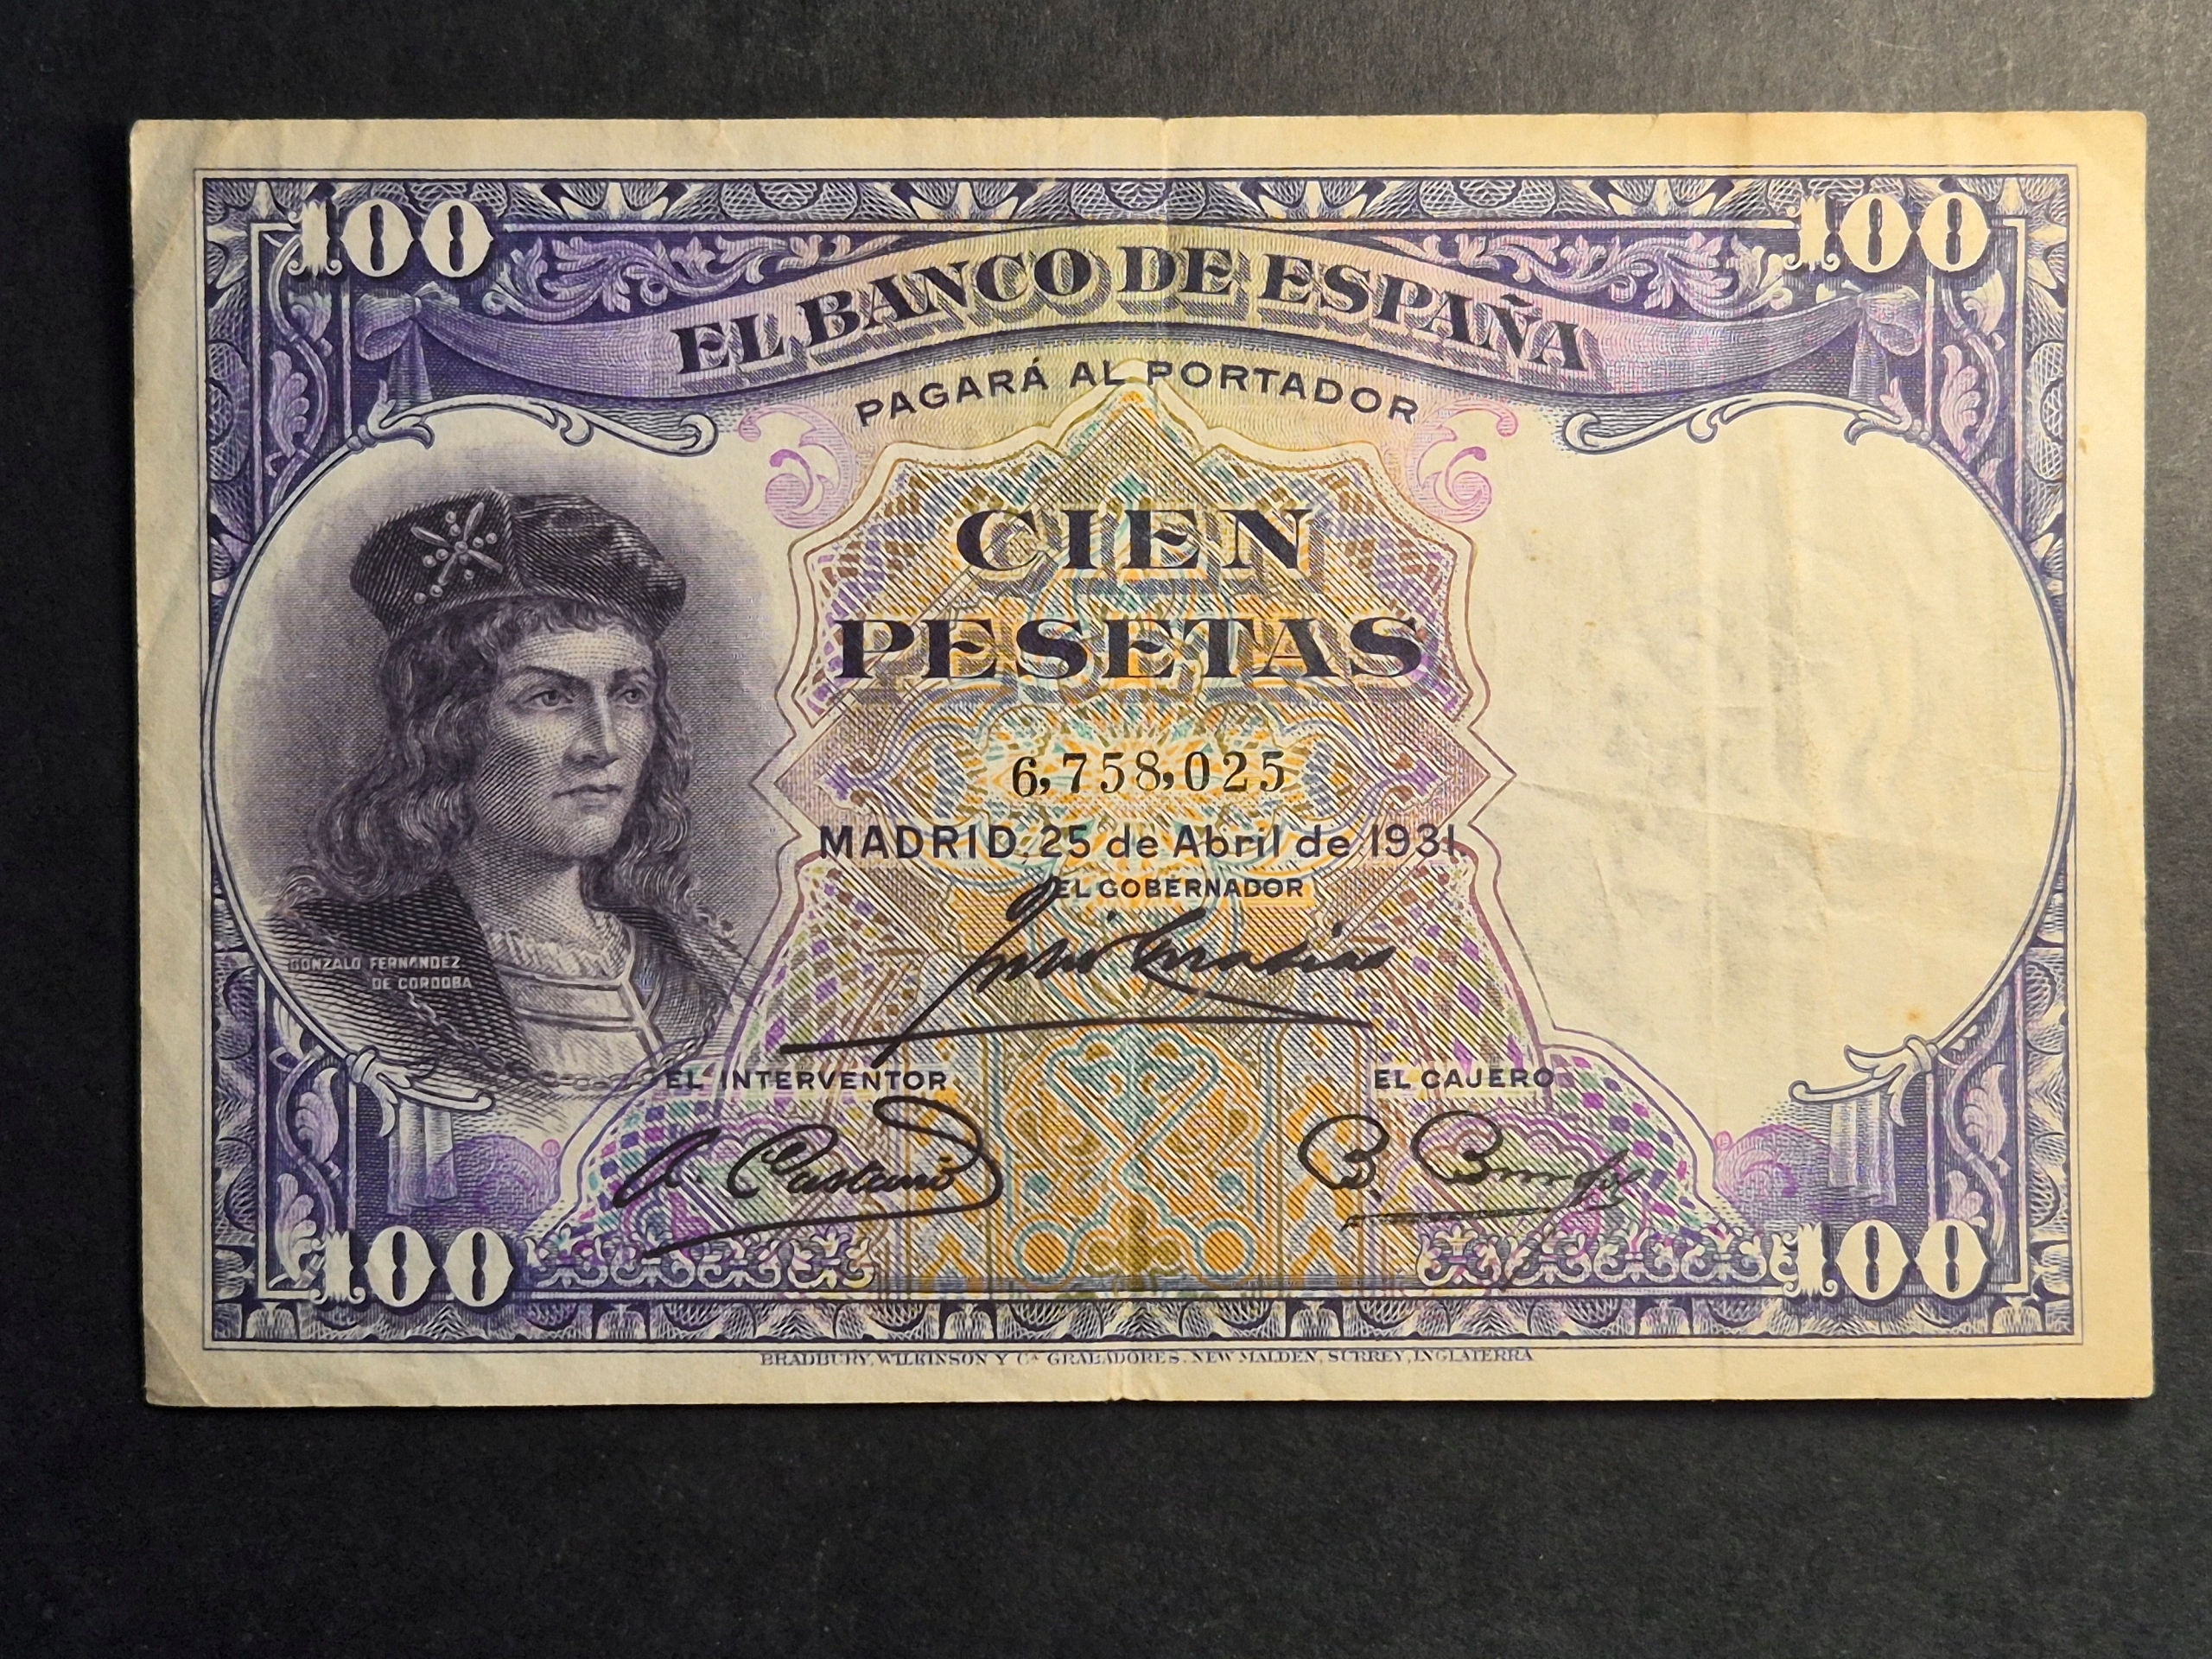 100 100
EL BANCO DE ESPAÑA
PAGARÁ AL PORTADOR
CIEN
PESETAS
6,758,025
MADRID, 25 de Abril de 1931.
EL GOBERNADOR
GONZALO FERNANDEZ
DE CORDOBA
EL INTERVENTOR EL CAJERO
100 100
BRADBURY, WILKINSON Y Cª GRABADORES. NEW MALDEN, SURREY, INGLATERRA